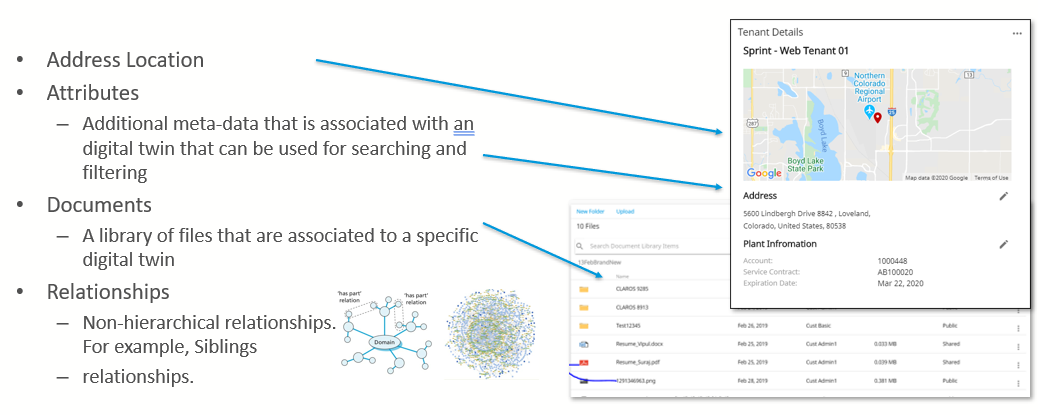 • Address Location
• Attributes
– Additional meta-data that is associated with an
digital twin that can be used for searching and
filtering
• Documents
– A library of files that are associated to a specific
digital twin
• Relationships
– Non-hierarchical relationships.
For example, Siblings
– relationships.
'has part'
relation
'has part'
relation
Domain
Tenant Details
Sprint - Web Tenant 01
9
13
Northern
Colorado
Regional
Airport
287
25
Boyd Lake
Boyd Lake
State Park
Google
Map data ©2020 Google
Terms of Use
Address
5600 Lindbergh Drive 8842 , Loveland,
Colorado, United States, 80538
Plant Infromation
Account: 1000448
Service Contract: AB100020
Expiration Date: Mar 22, 2020
New Folder Upload
10 Files
Search Document Library Items
13FebBrandNew
Name
CLAROS 9285
CLAROS 8913
Test12345 Feb 26, 2019 Cust Basic Public
Resume_Vipul.docx Feb 25, 2019 Cust Admin1 0.033 MB Shared
Resume_Suraj.pdf Feb 25, 2019 Cust Admin1 0.039 MB Shared
1291346963.png Feb 28, 2019 Cust Admin1 0.381 MB Public